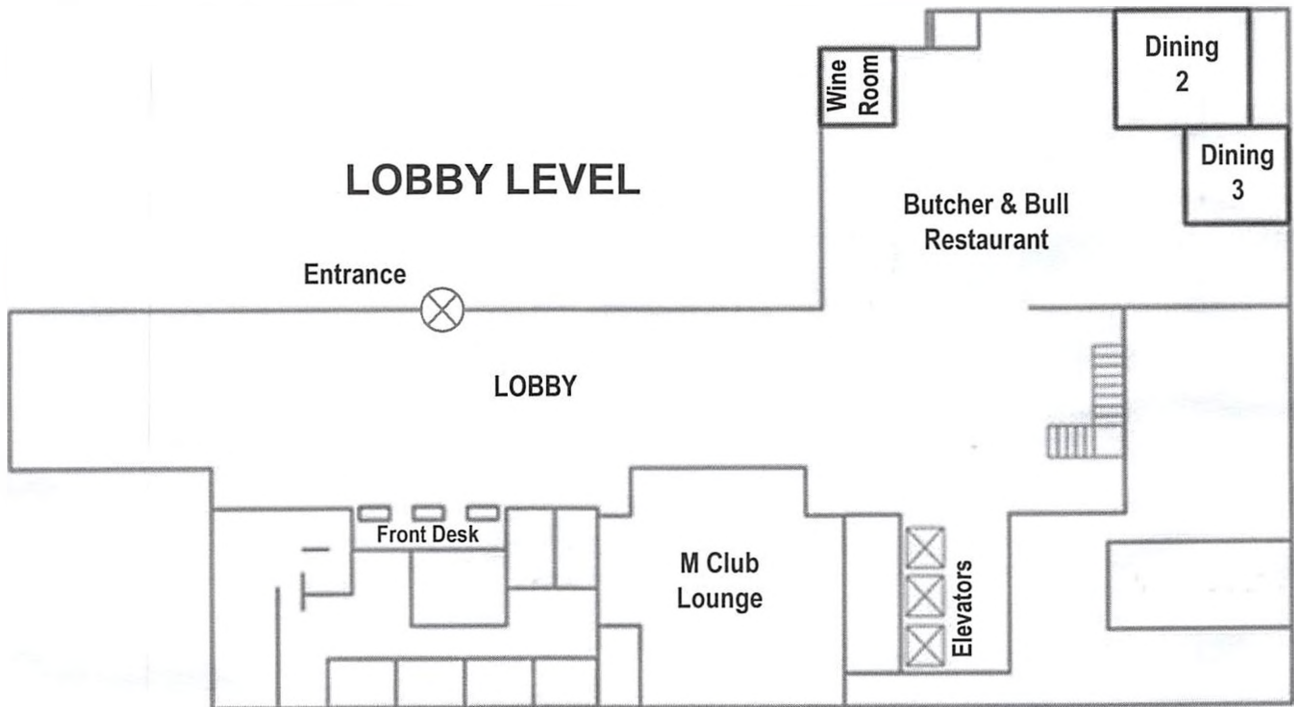 Dining
2
Wine
Room
Dining
3
LOBBY LEVEL
Butcher & Bull
Restaurant
Entrance
LOBBY
Front Desk
M Club
Lounge
Elevators